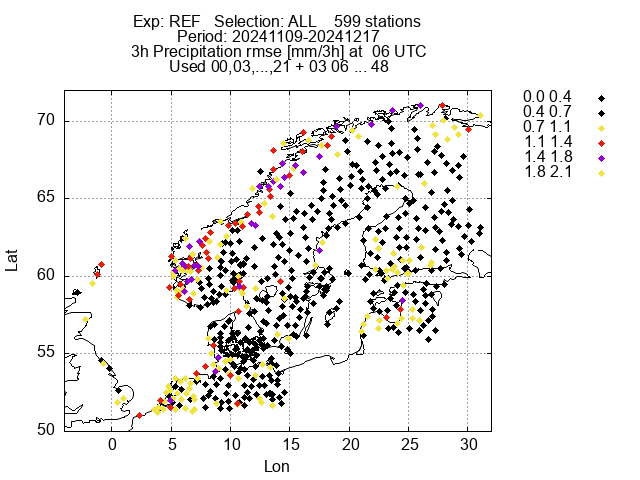 Exp: REF   Selection: ALL    599 stations
Period: 20241109-20241217
3h Precipitation rmse [mm/3h] at  06 UTC
Used 00,03,...,21 + 03 06 ... 48
0.0 0.4
0.4 0.7
0.7 1.1
1.1 1.4
1.4 1.8
1.8 2.1
70
65
60
55
50
Lat
0 5 10 15 20 25 30
Lon